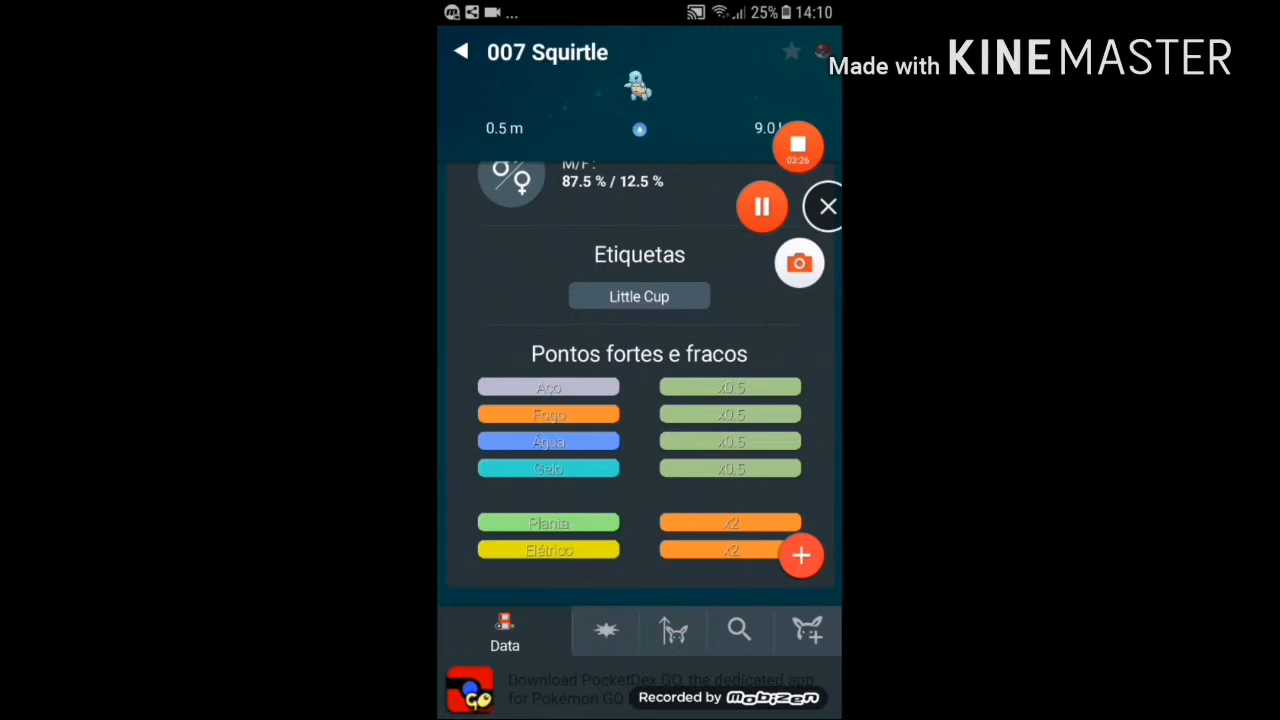 ... 25% 14:10
007 Squirtle
Made with KINEMASTER
0.5 m 9.0
03:26
M/F:
87.5 % / 12.5 %
Etiquetas
Little Cup
Pontos fortes e fracos
Aço x0.5
Fogo x0.5
Água x0.5
Gelo x0.5
Planta x2
Elétrico x2
Data
Download PocketDex GO, the dedicated app
for Pokémon GO
GO
Recorded by mobizen